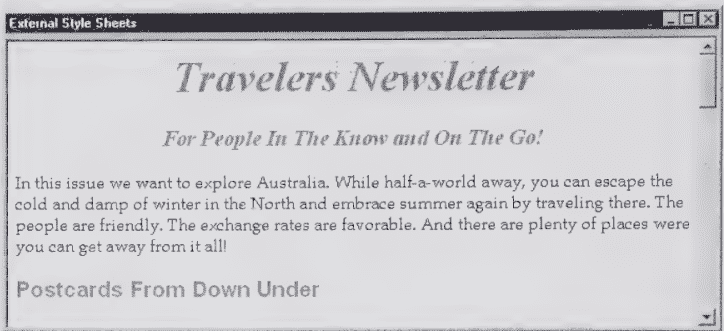 External Style Sheets
Travelers Newsletter
For People In The Know and On The Go!
In this issue we want to explore Australia. While half-a-world away, you can escape the
cold and damp of winter in the North and embrace summer again by traveling there. The
people are friendly. The exchange rates are favorable. And there are plenty of places were
you can get away from it all!
Postcards From Down Under